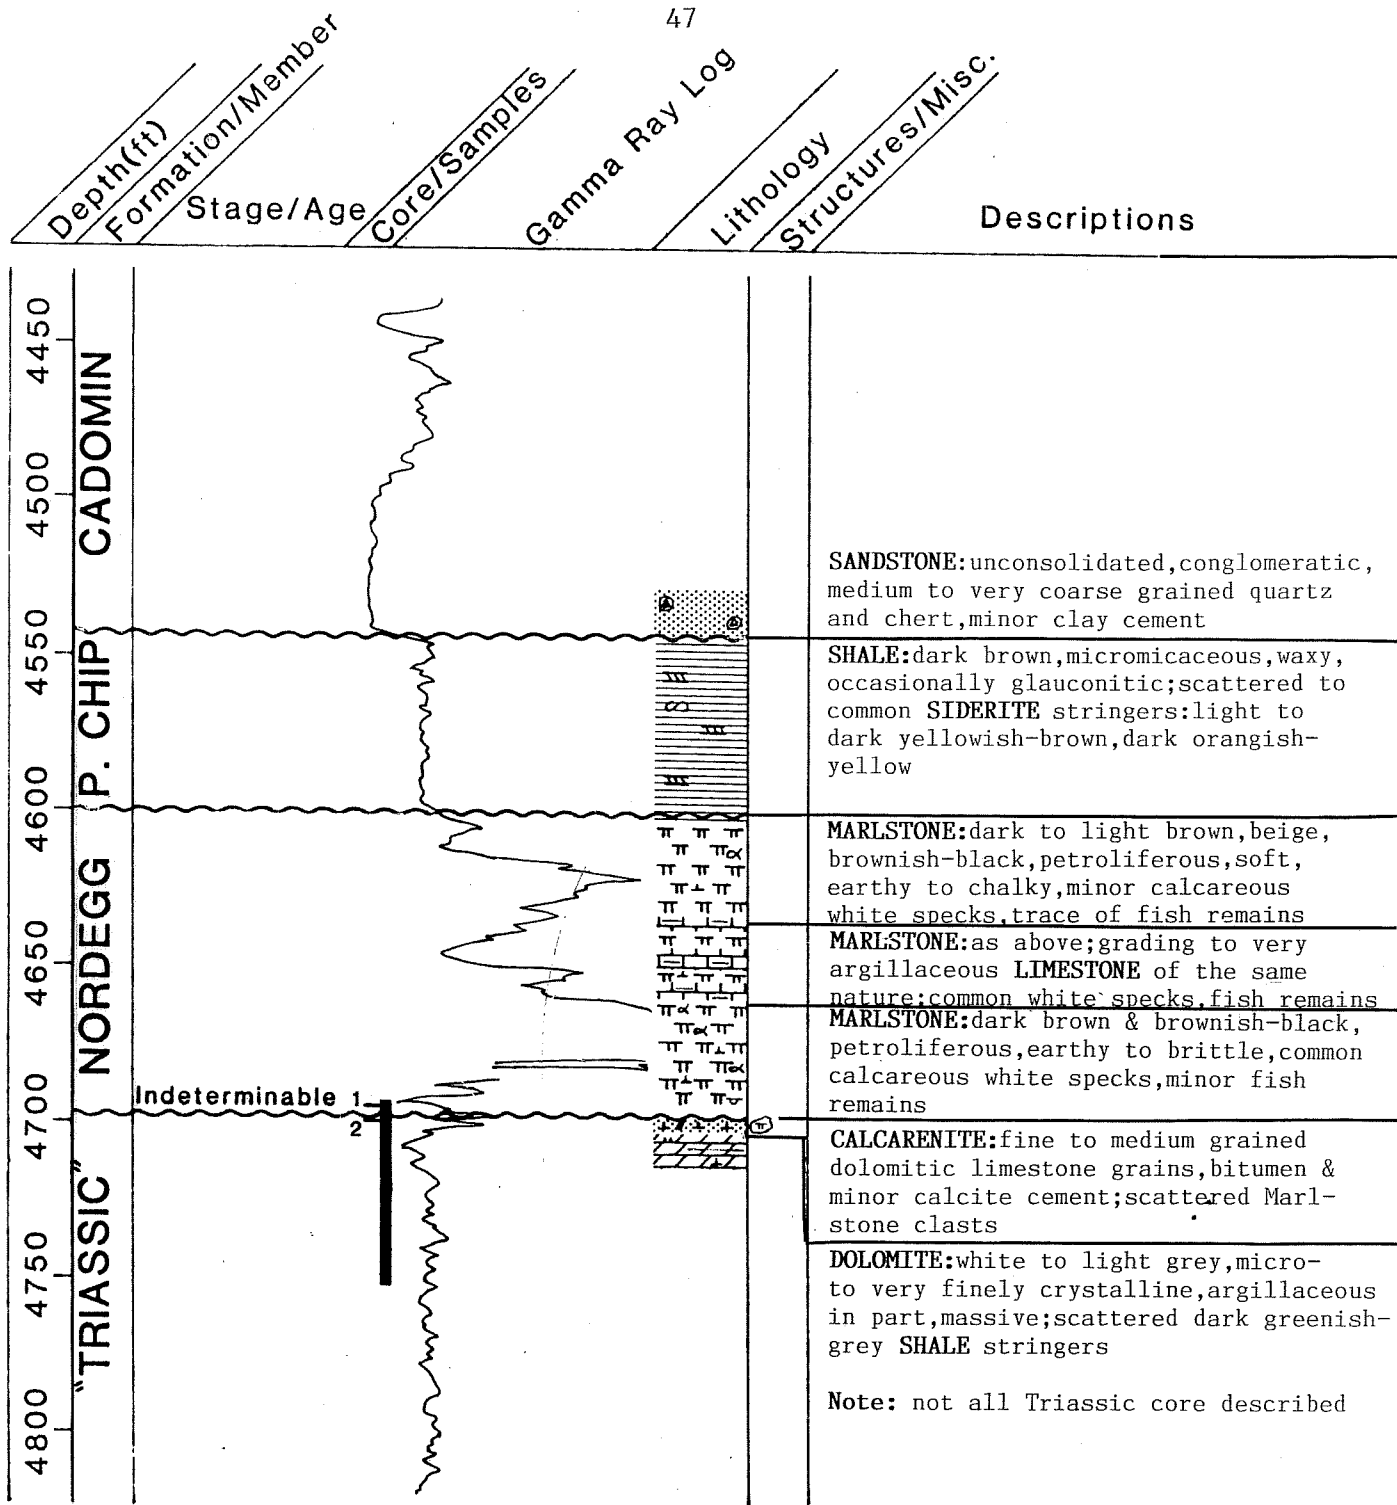 47
Depth(ft)
Formation/Member
Stage/Age
Core/Samples
Gamma Ray Log
Lithology
Structures/Misc.
Descriptions
4450
4500
4550
4600
4650
4700
4750
4800
CADOMIN
P. CHIP
NORDEGG
"TRIASSIC"
Indeterminable 1
2
SANDSTONE:unconsolidated,conglomeratic,
medium to very coarse grained quartz
and chert,minor clay cement
SHALE:dark brown,micromicaceous,waxy,
occasionally glauconitic;scattered to
common SIDERITE stringers:light to
dark yellowish-brown,dark orangish-
yellow
MARLSTONE:dark to light brown,beige,
brownish-black,petroliferous,soft,
earthy to chalky,minor calcareous
white specks,trace of fish remains
MARLSTONE:as above;grading to very
argillaceous LIMESTONE of the same
nature;common white specks,fish remains
MARLSTONE:dark brown & brownish-black,
petroliferous,earthy to brittle,common
calcareous white specks,minor fish
remains
CALCARENITE:fine to medium grained
dolomitic limestone grains,bitumen &
minor calcite cement;scattered Marl-
stone clasts
DOLOMITE:white to light grey,micro-
to very finely crystalline,argillaceous
in part,massive;scattered dark greenish-
grey SHALE stringers
Note: not all Triassic core described